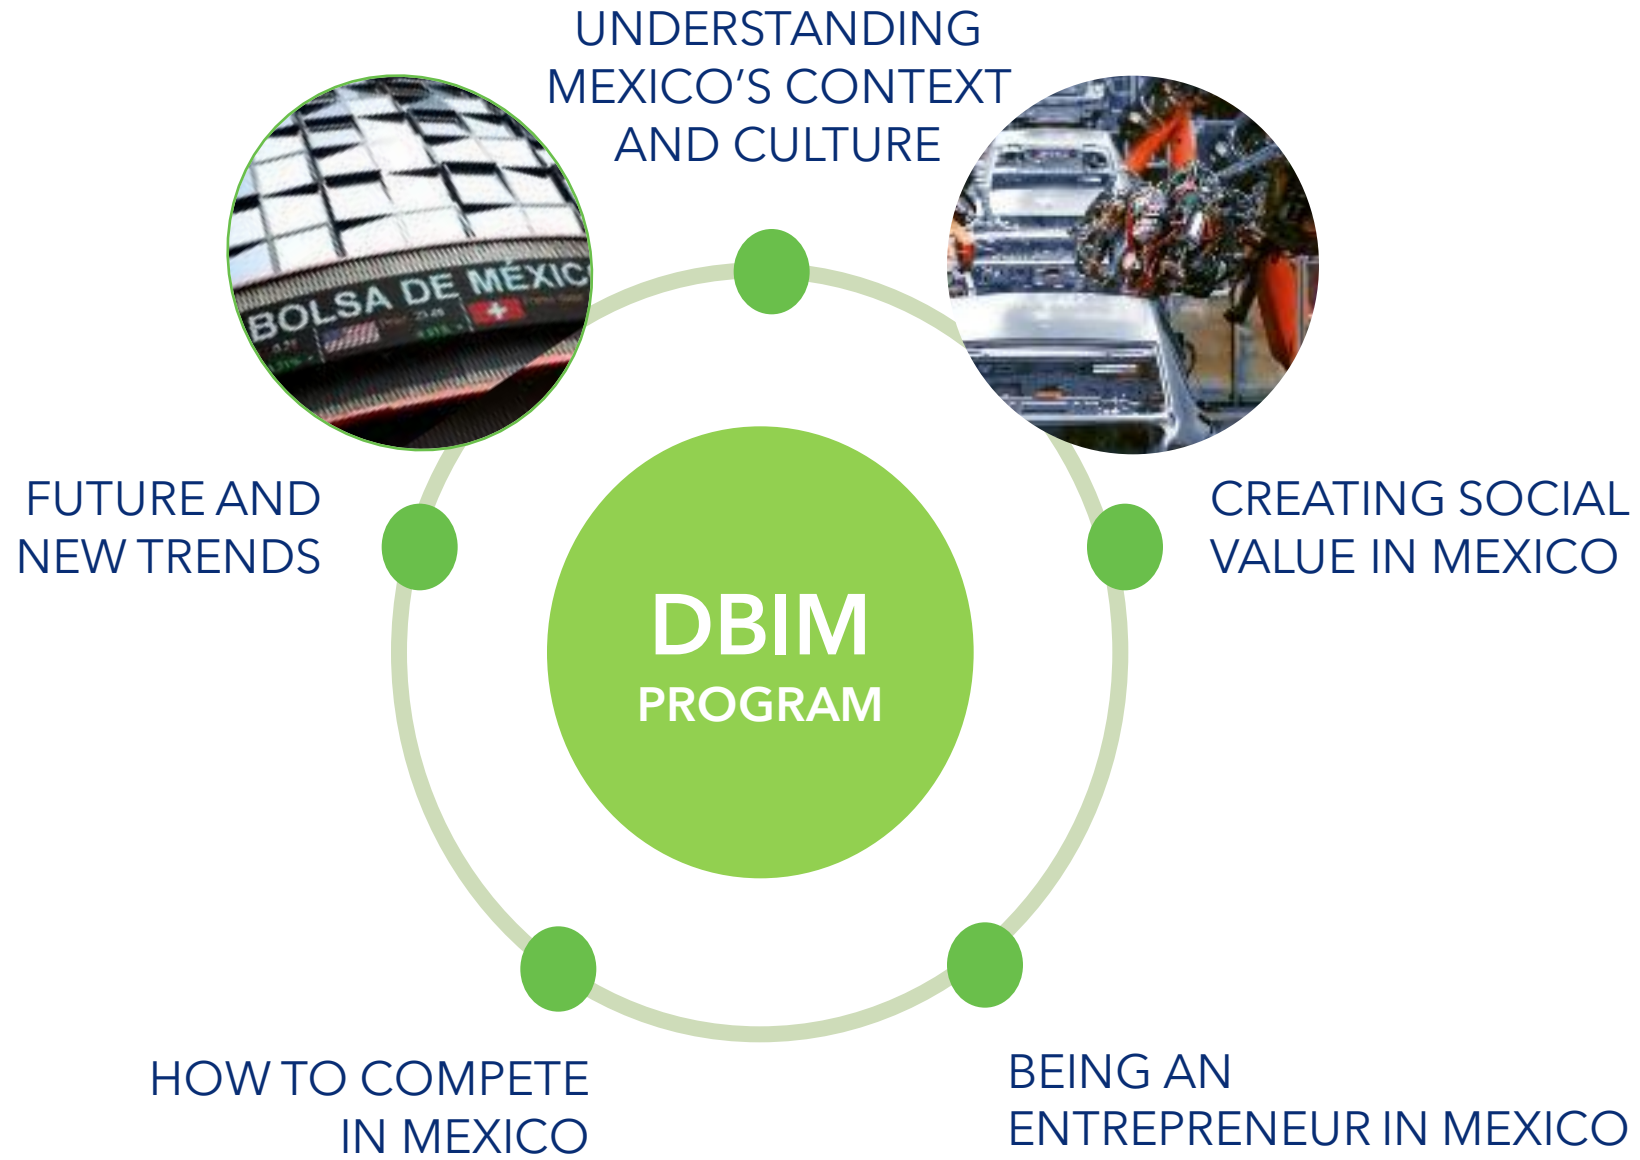 UNDERSTANDING
MEXICO'S CONTEXT
AND CULTURE
BOLSA DE MÉXIC
FUTURE AND
NEW TRENDS
CREATING SOCIAL
VALUE IN MEXICO
DBIM
PROGRAM
HOW TO COMPETE
IN MEXICO
BEING AN
ENTREPRENEUR IN MEXICO